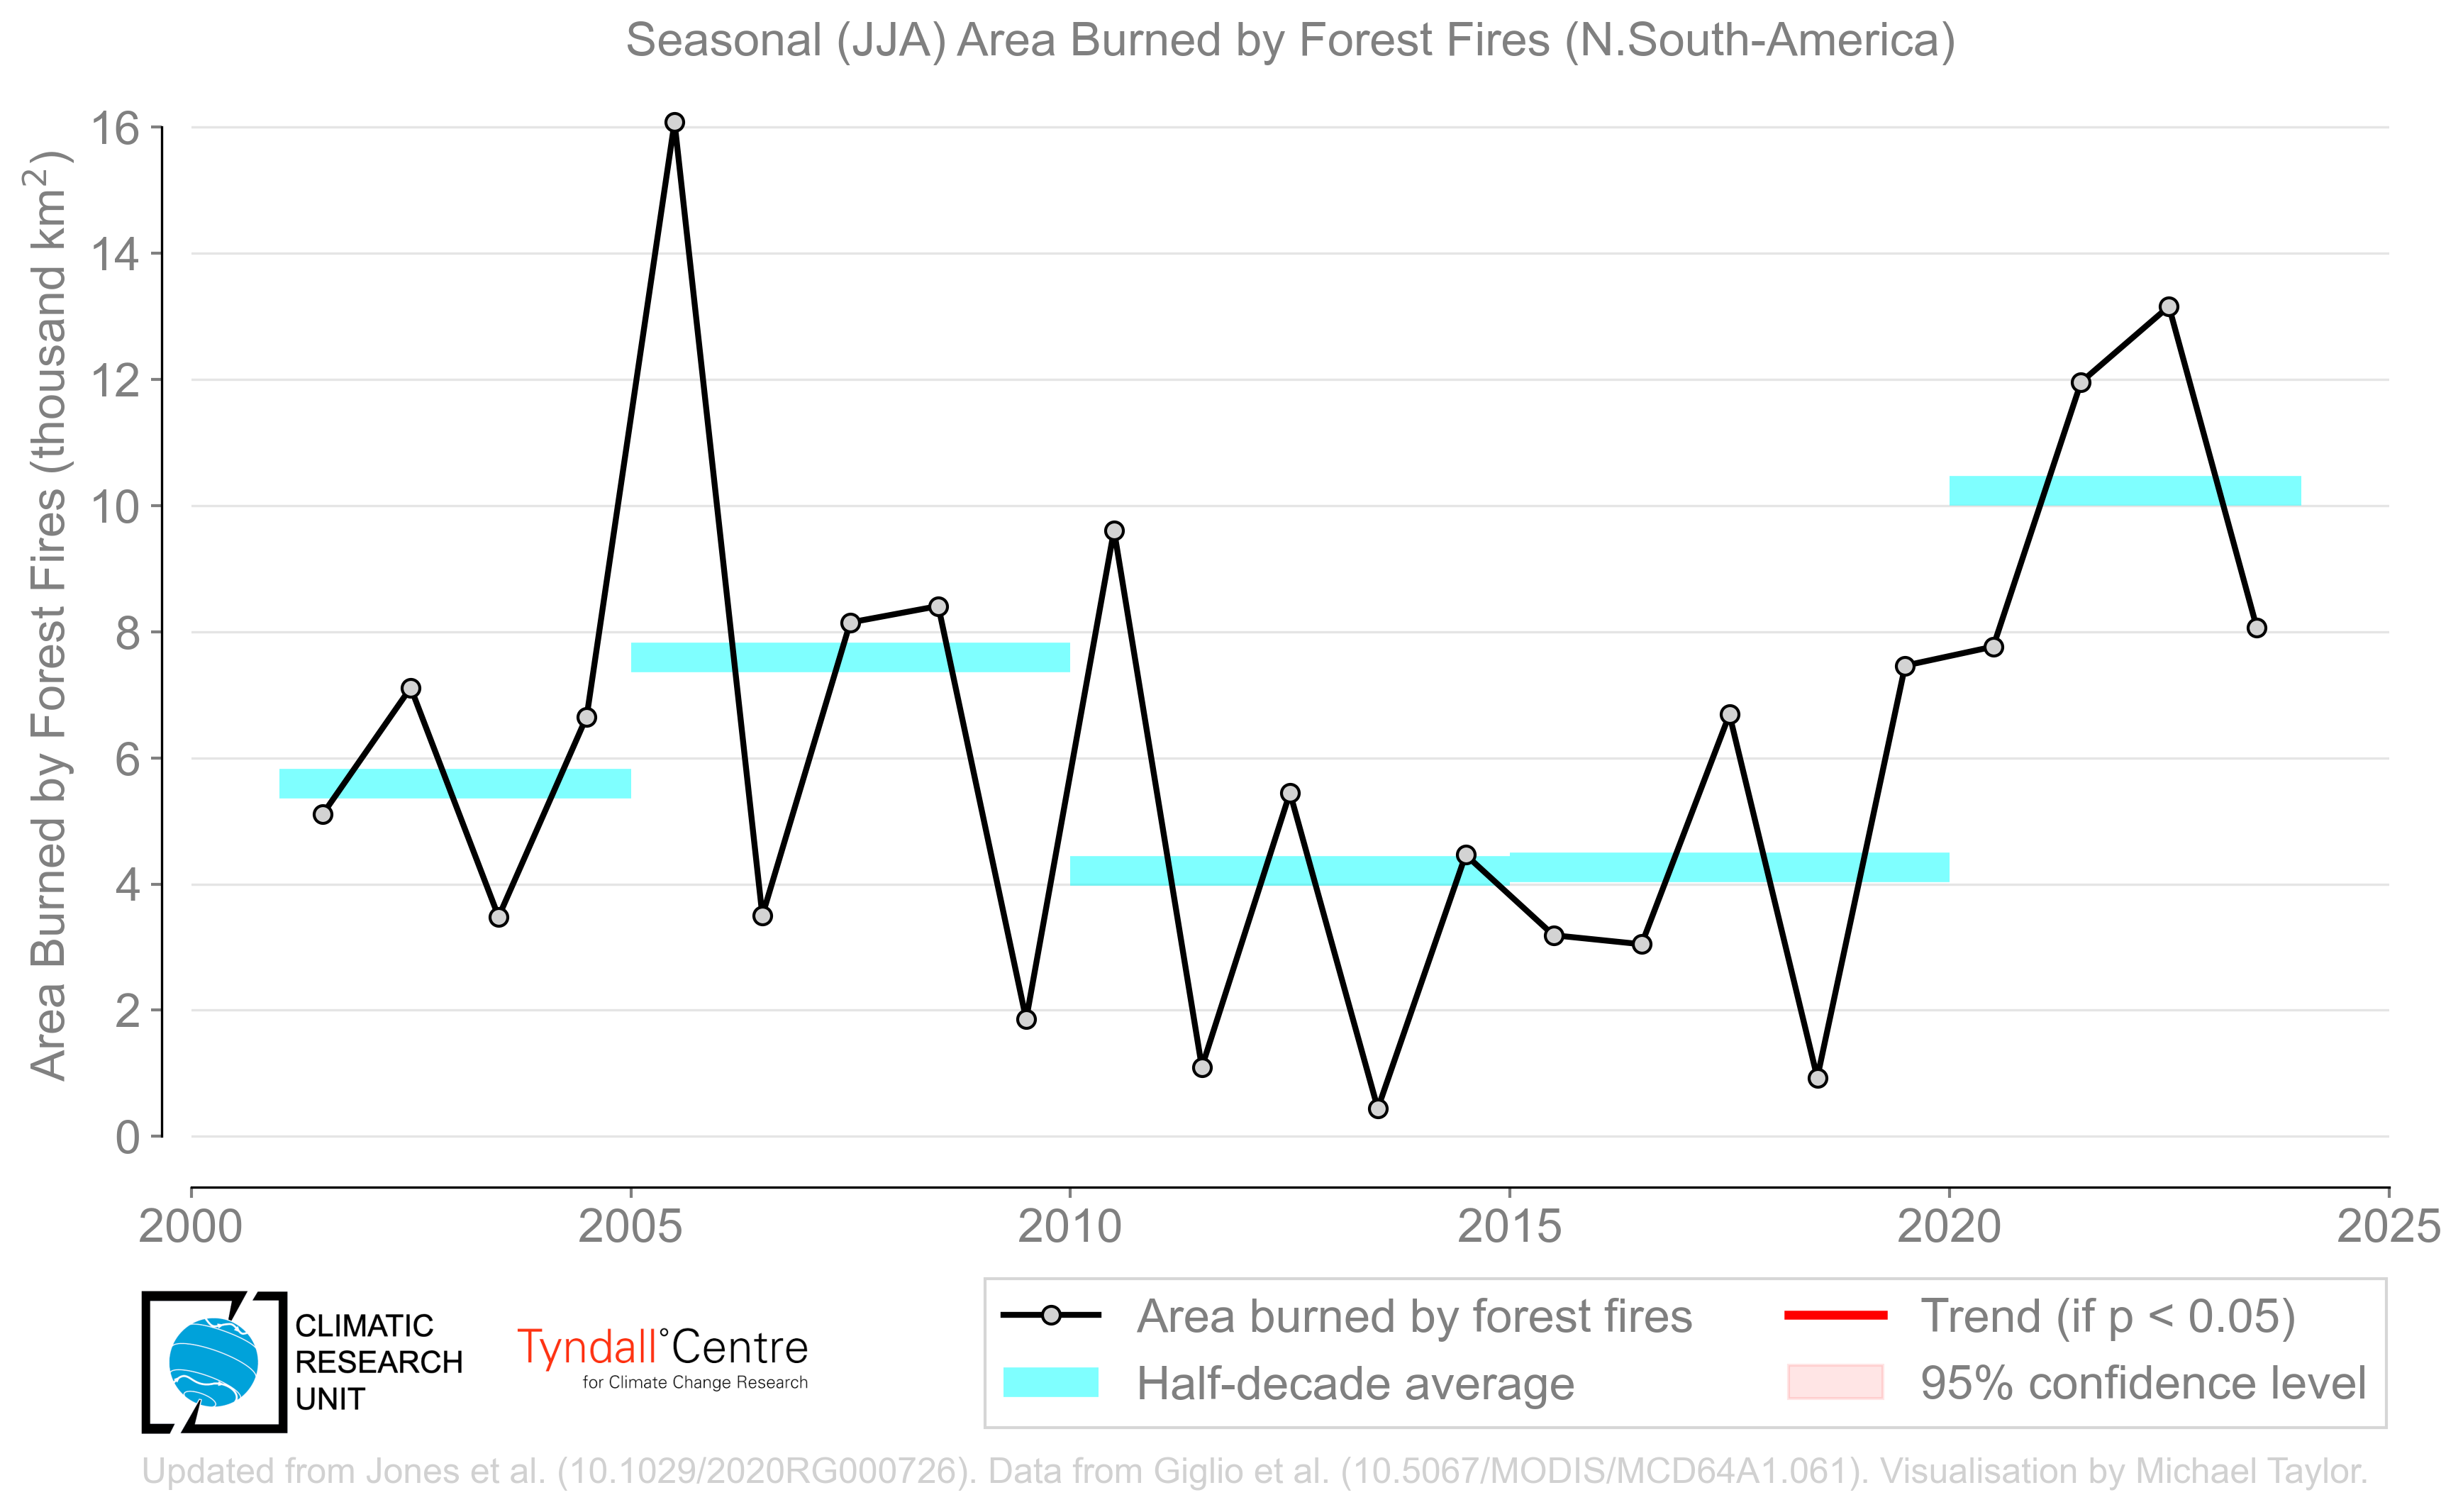 Seasonal (JJA) Area Burned by Forest Fires (N.South-America)
Area Burned by Forest Fires (thousand km²)
16
14
12
10
8
6
4
2
0
2000 2005 2010 2015 2020 2025
CLIMATIC
RESEARCH
UNIT
Tyndall°Centre
for Climate Change Research
Area burned by forest fires
Half-decade average
Trend (if p < 0.05)
95% confidence level
Updated from Jones et al. (10.1029/2020RG000726). Data from Giglio et al. (10.5067/MODIS/MCD64A1.061). Visualisation by Michael Taylor.